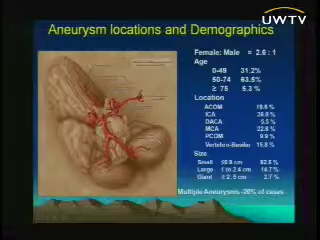 UWTV
Aneurysm locations and Demographics
Female: Male = 2.6 : 1
Age
0-49 31.2%
50-74 63.5%
≥ 75 5.3 %
Location
ACOM
ICA
DACA 5.5 %
MCA 22.8 %
PCOM 9.9 %
Vertebro-Basilar 15.8 %
Size
Small 82.6 %
Large 14.7 %
Giant 2.7 %
Multiple Aneurysms -20% of cases